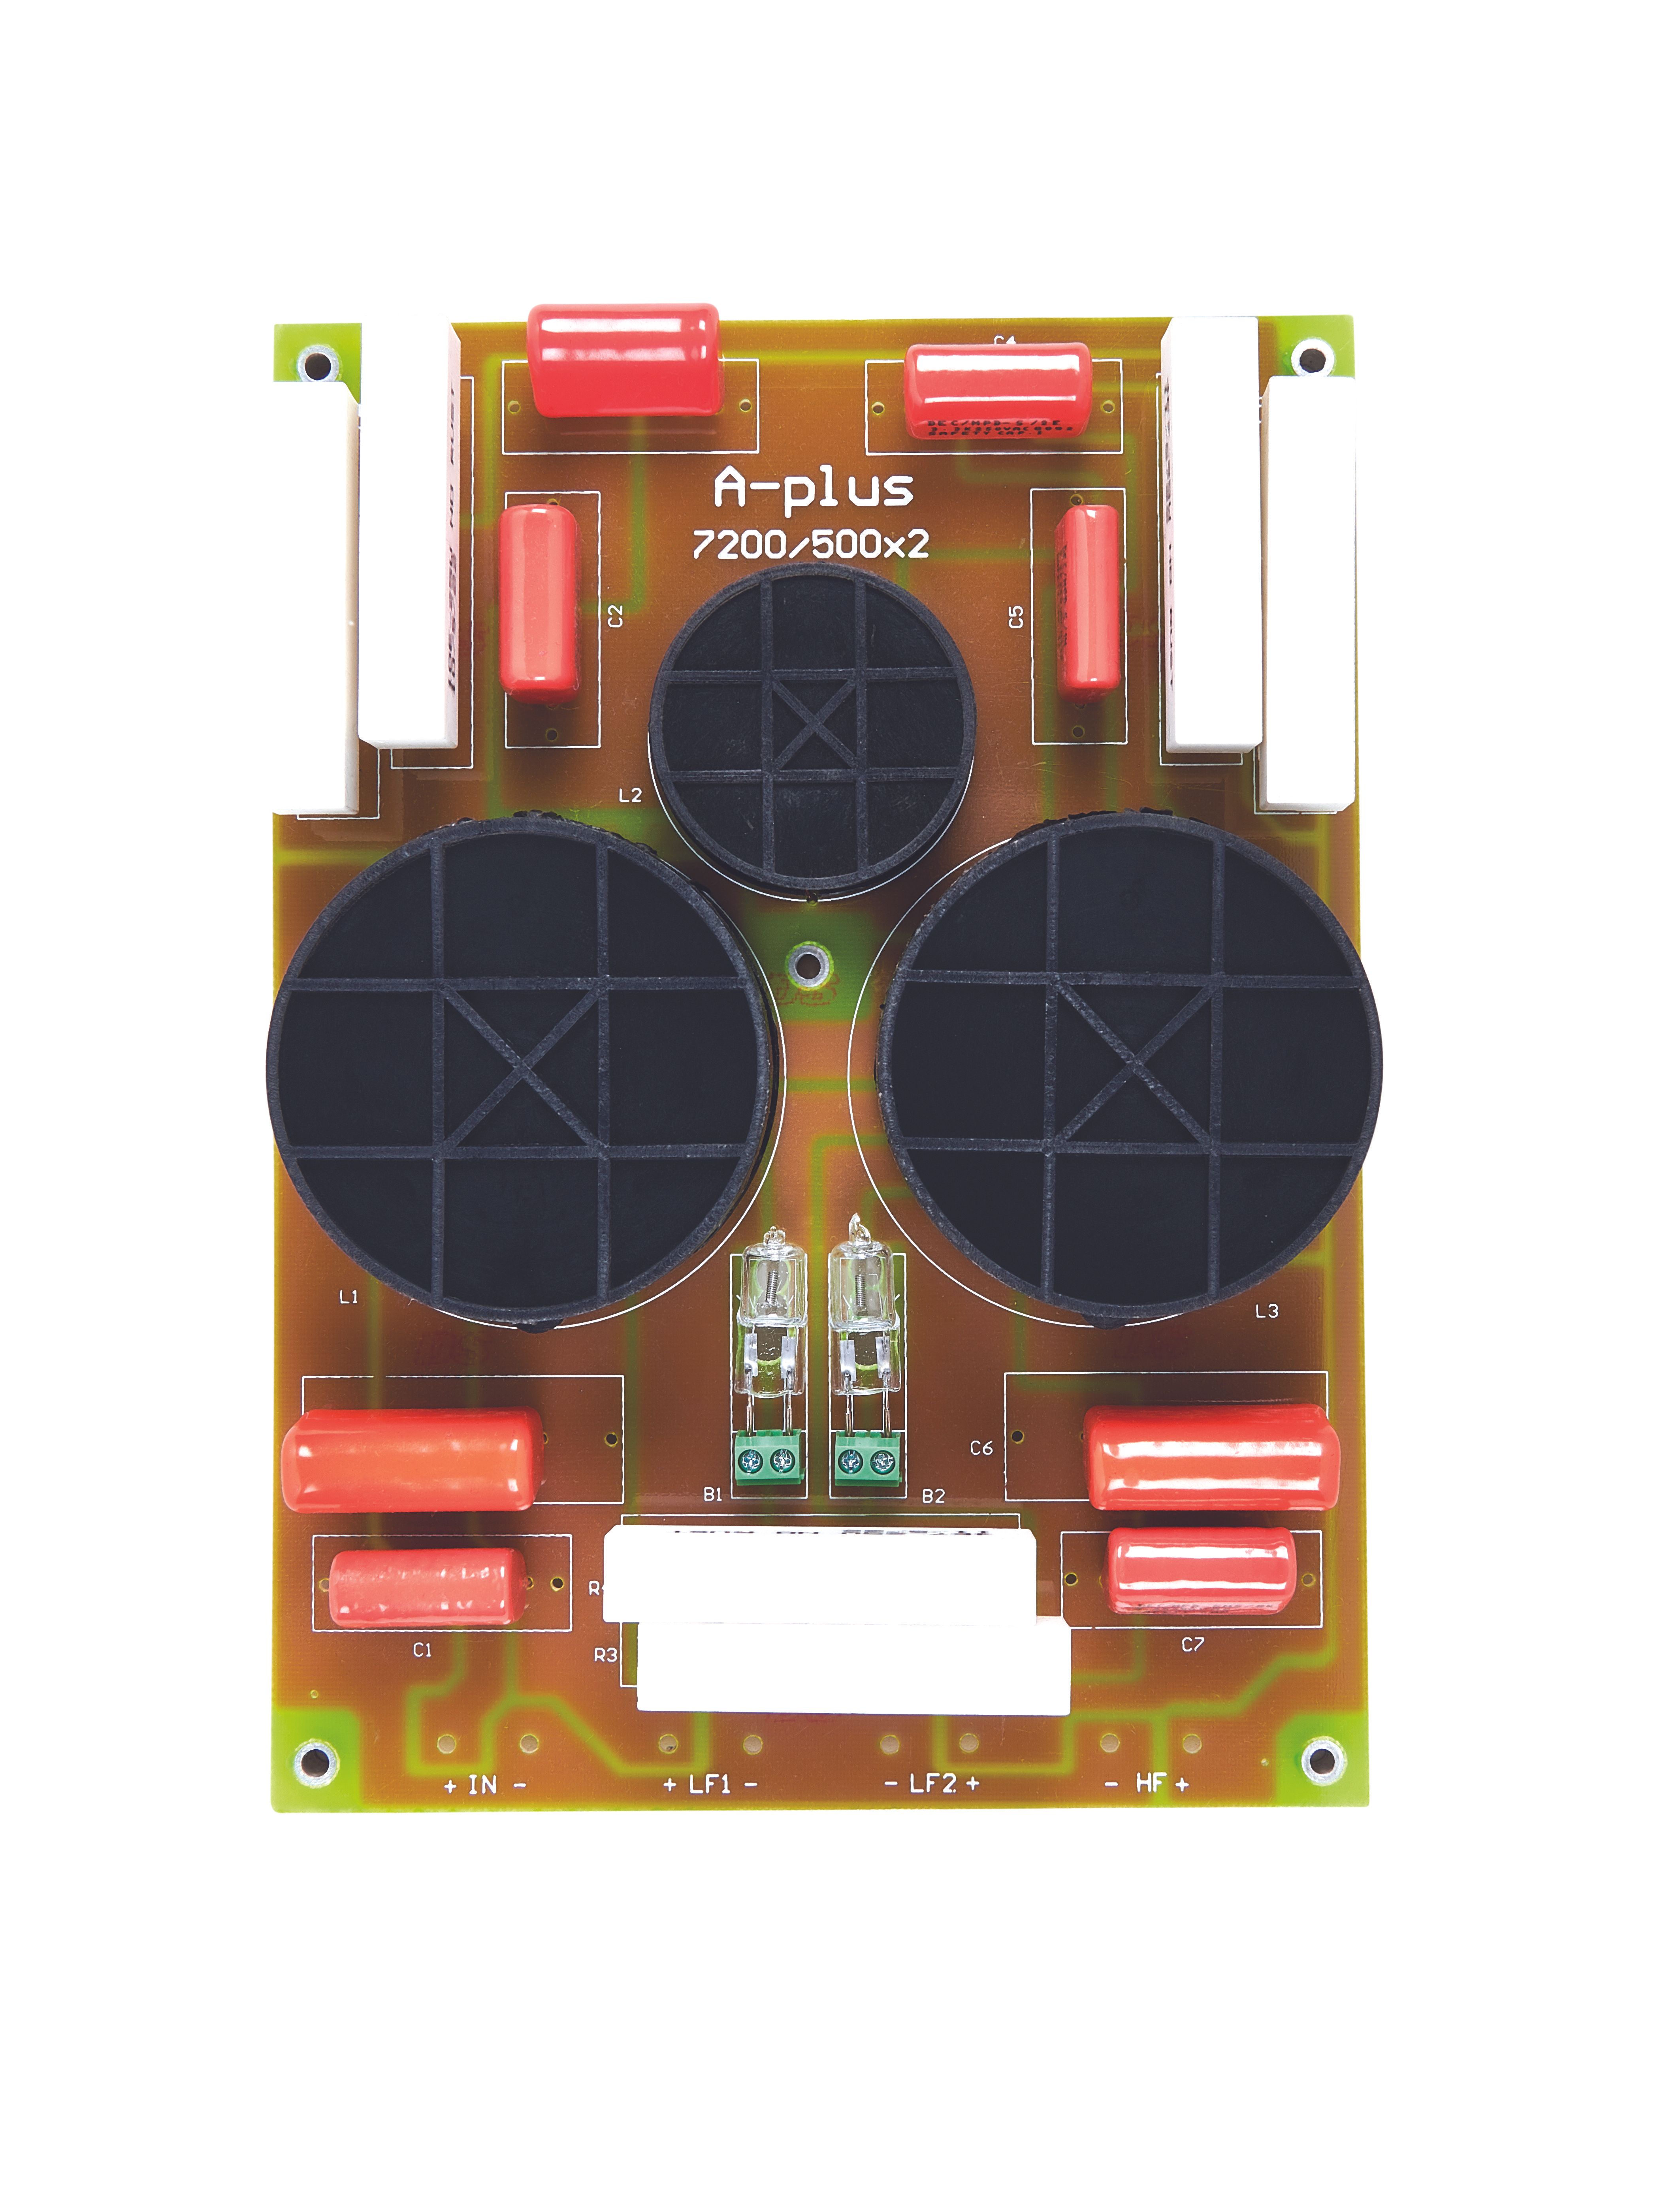 C4
A-plus
7200/500x2
C2
C5
L2
L1
L3
C6
B1
B2
R3
C1
C7
+ IN -
+ LF1 -
- LF2 +
- HF +